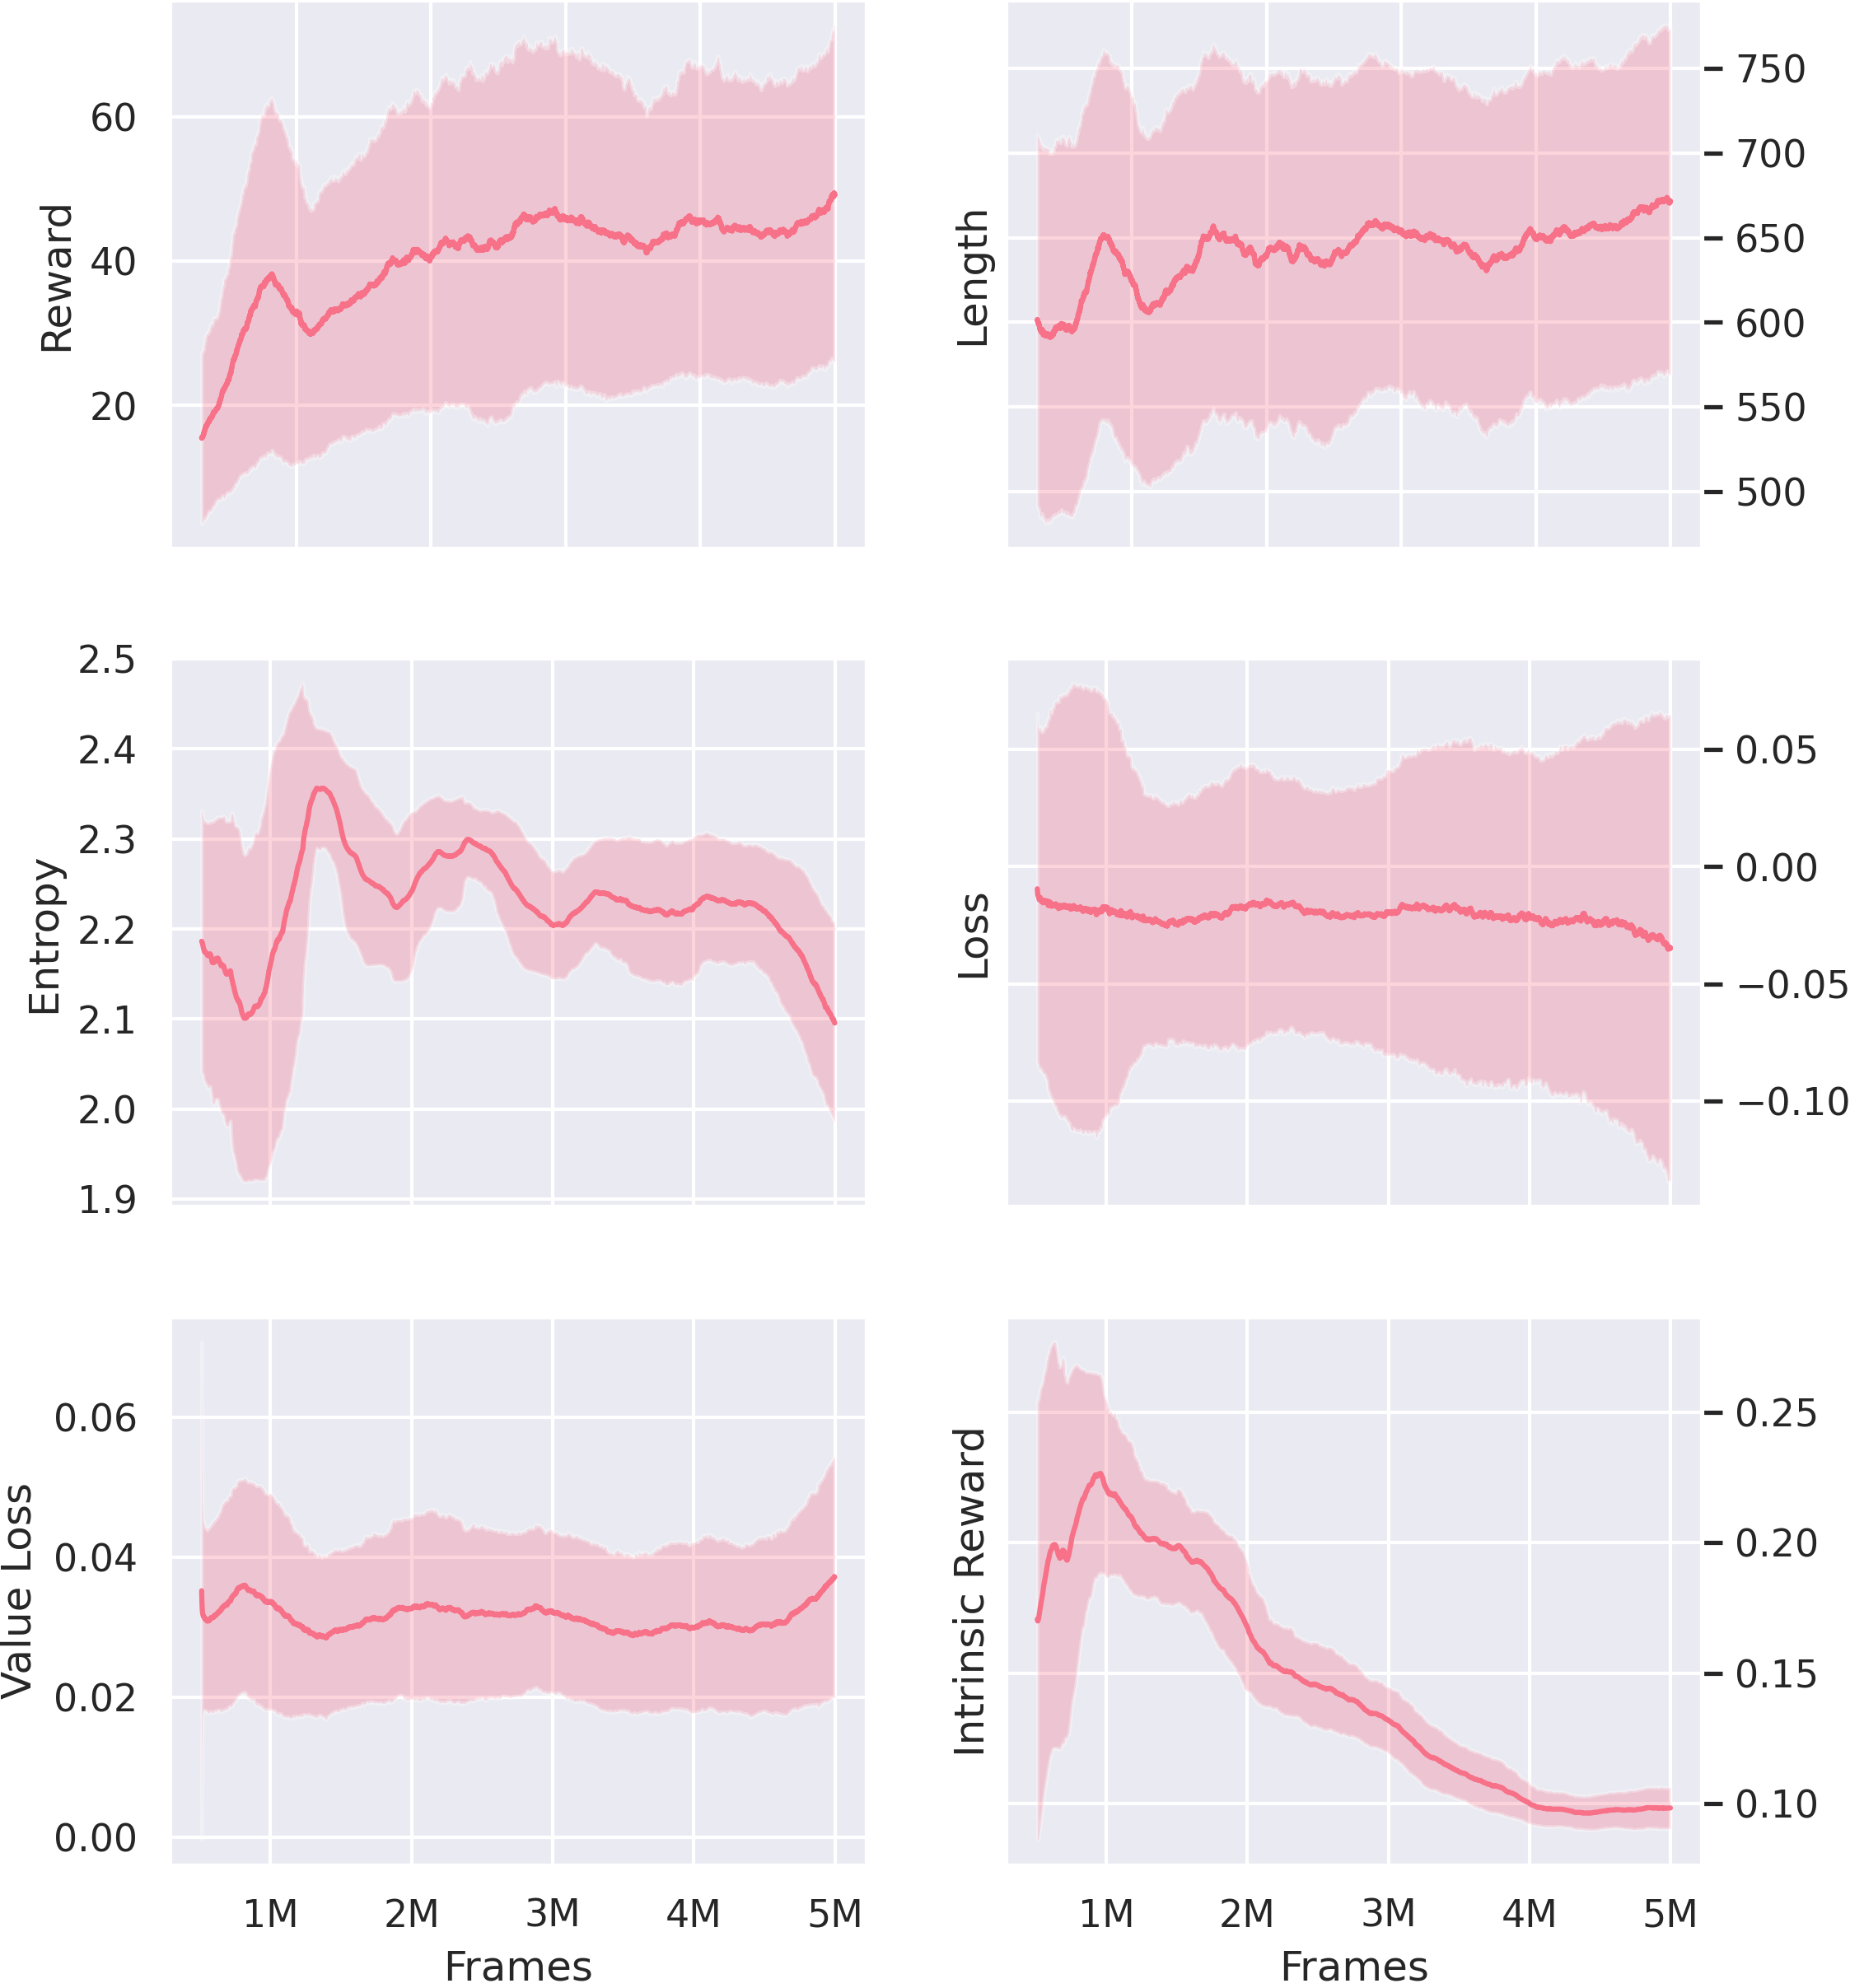 Reward
60
40
20
Length
750
700
650
600
550
500
Entropy
2.5
2.4
2.3
2.2
2.1
2.0
1.9
Loss
0.05
0.00
−0.05
−0.10
Value Loss
0.06
0.04
0.02
0.00
1M 2M 3M 4M 5M
Frames
Intrinsic Reward
0.25
0.20
0.15
0.10
1M 2M 3M 4M 5M
Frames